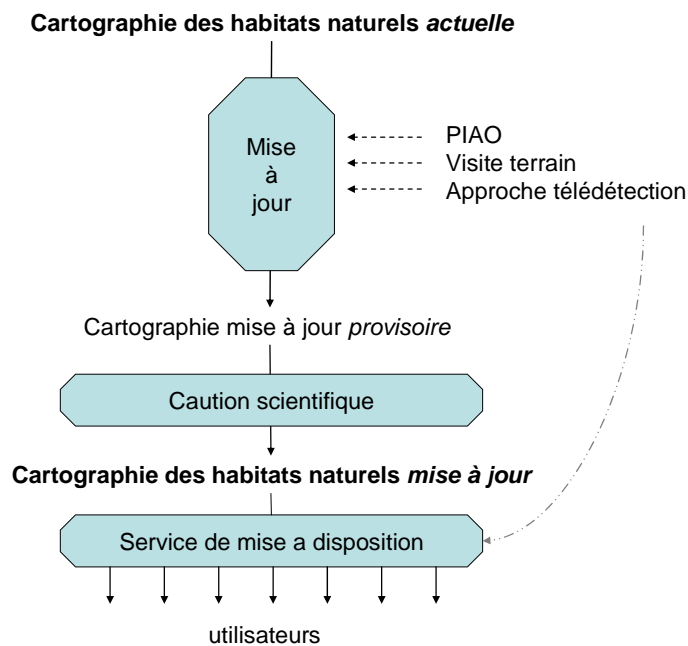 Cartographie des habitats naturels actuelle
Mise
à
jour
PIAO
Visite terrain
Approche télédétection
Cartographie mise à jour provisoire
Caution scientifique
Cartographie des habitats naturels mise à jour
Service de mise a disposition
utilisateurs